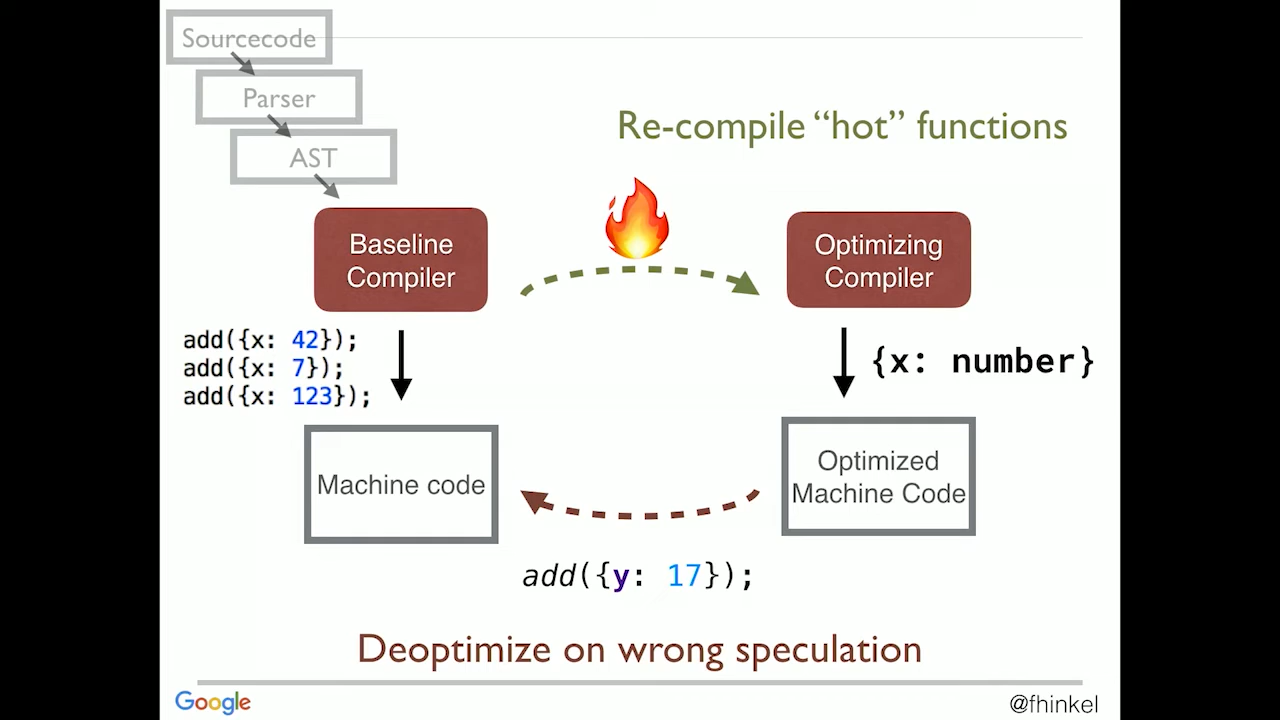 Sourcecode
Parser
AST
Re-compile “hot” functions
Baseline
Compiler
Optimizing
Compiler
add({x: 42});
add({x: 7});
add({x: 123});
{x: number}
Machine code
Optimized
Machine Code
add({y: 17});
Deoptimize on wrong speculation
Google
@fhinkel